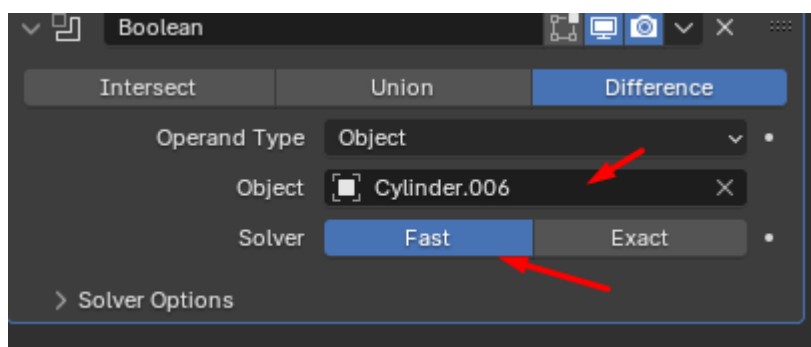 Boolean
Intersect Union Difference
Operand Type Object
Object Cylinder.006
Solver Fast Exact
Solver Options